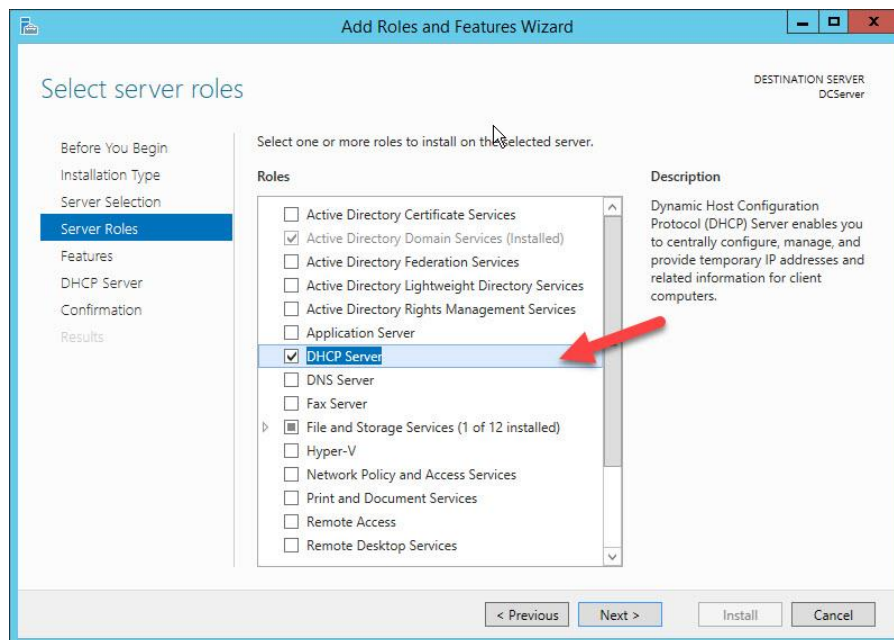 Add Roles and Features Wizard
Select server roles
DESTINATION SERVER
DCServer
Before You Begin
Installation Type
Server Selection
Server Roles
Features
DHCP Server
Confirmation
Results
Select one or more roles to install on the selected server.
Roles
Active Directory Certificate Services
Active Directory Domain Services (Installed)
Active Directory Federation Services
Active Directory Lightweight Directory Services
Active Directory Rights Management Services
Application Server
DHCP Server
DNS Server
Fax Server
File and Storage Services (1 of 12 installed)
Hyper-V
Network Policy and Access Services
Print and Document Services
Remote Access
Remote Desktop Services
Description
Dynamic Host Configuration
Protocol (DHCP) Server enables you
to centrally configure, manage, and
provide temporary IP addresses and
related information for client
computers.
< Previous
Next >
Install
Cancel